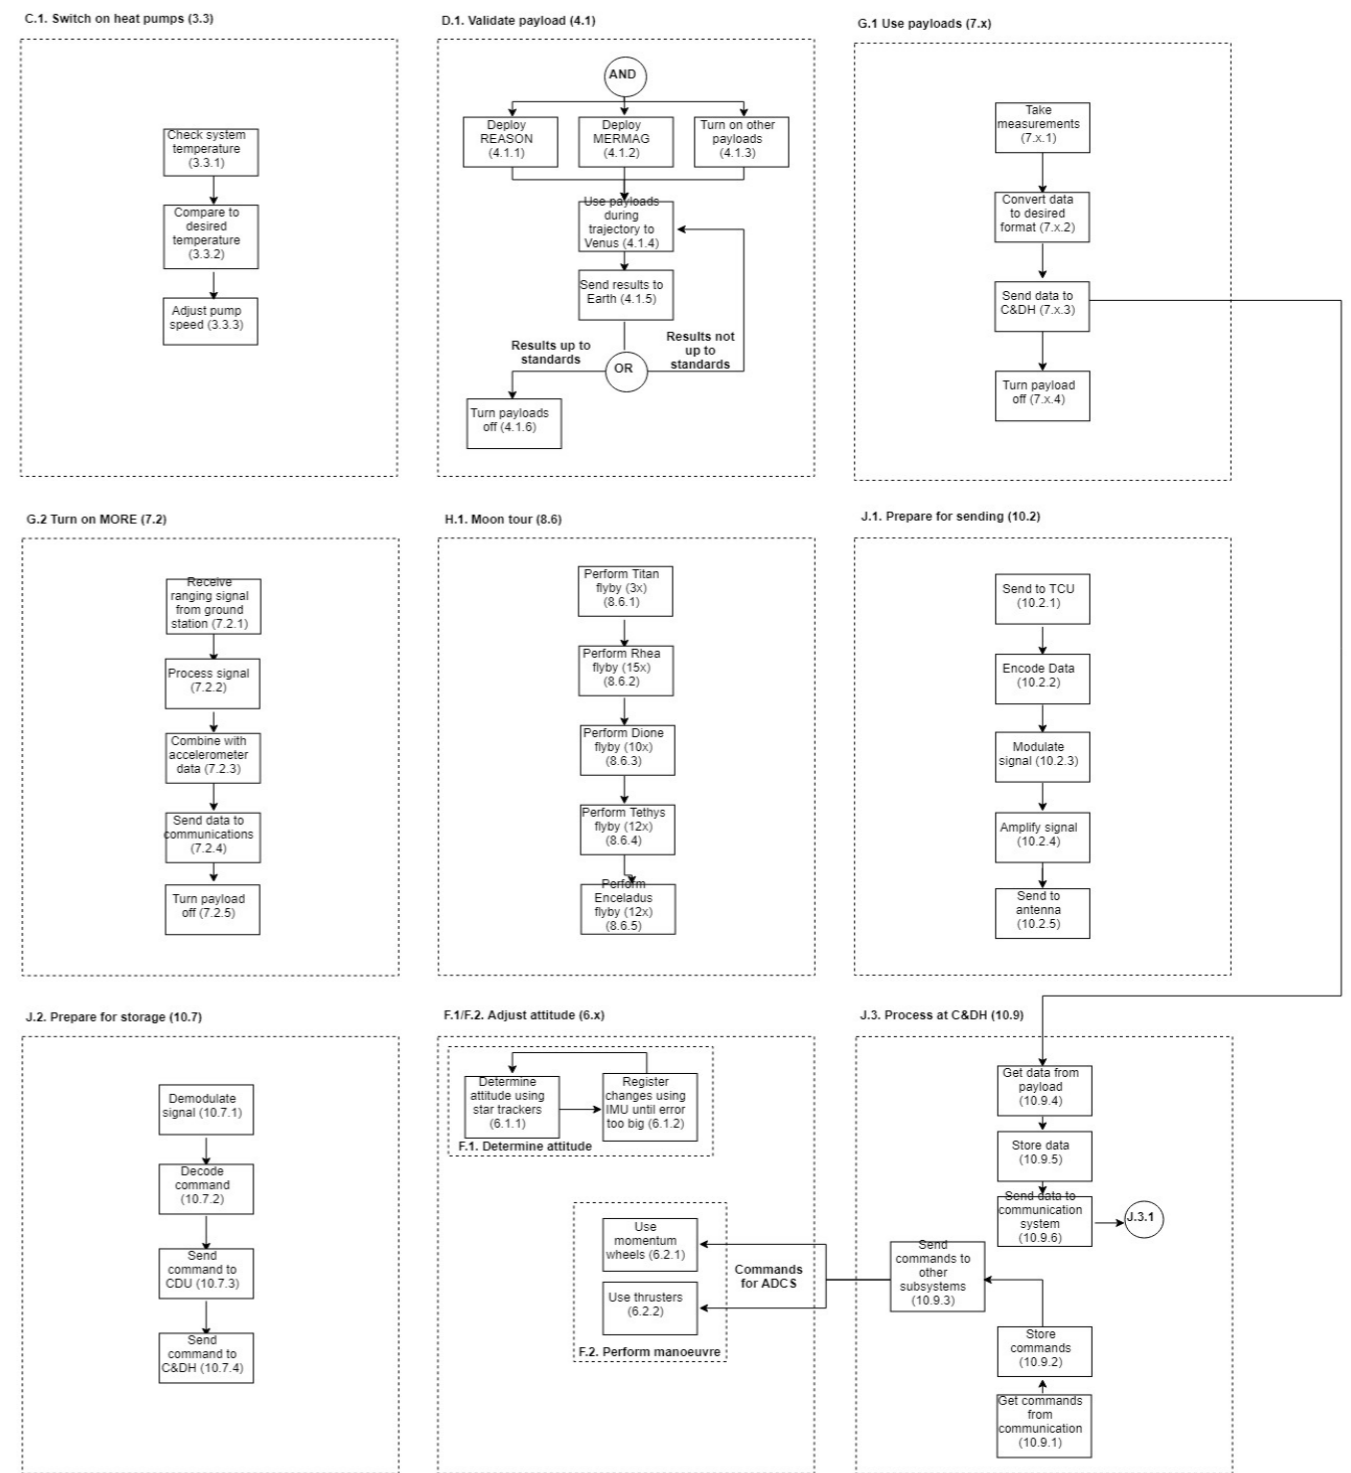 C.1. Switch on heat pumps (3.3)
Check system
temperature
(3.3.1)
Compare to
desired
temperature
(3.3.2)
Adjust pump
speed (3.3.3)
D.1. Validate payload (4.1)
AND
Deploy
REASON
(4.1.1)
Deploy
MERMAG
(4.1.2)
Turn on other
payloads
(4.1.3)
Use payloads
during
trajectory to
Venus (4.1.4)
Send results to
Earth (4.1.5)
Results up to
standards
OR
Results not
up to
standards
Turn payloads
off (4.1.6)
G.1 Use payloads (7.x)
Take
measurements
(7.x.1)
Convert data
to desired
format (7.x.2)
Send data to
C&DH (7.x.3)
Turn payload
off (7.x.4)
G.2 Turn on MORE (7.2)
Receive
ranging signal
from ground
station (7.2.1)
Process signal
(7.2.2)
Combine with
accelerometer
data (7.2.3)
Send data to
communications
(7.2.4)
Turn payload
off (7.2.5)
H.1. Moon tour (8.6)
Perform Titan
flyby (3x)
(8.6.1)
Perform Rhea
flyby (15x)
(8.6.2)
Perform Dione
flyby (10x)
(8.6.3)
Perform Tethys
flyby (12x)
(8.6.4)
Perform
Enceladus
flyby (12x)
(8.6.5)
J.1. Prepare for sending (10.2)
Send to TCU
(10.2.1)
Encode Data
(10.2.2)
Modulate
signal (10.2.3)
Amplify signal
(10.2.4)
Send to
antenna
(10.2.5)
J.2. Prepare for storage (10.7)
Demodulate
signal (10.7.1)
Decode
command
(10.7.2)
Send
command to
CDU (10.7.3)
Send
command to
C&DH (10.7.4)
F.1/F.2. Adjust attitude (6.x)
Determine
attitude using
star trackers
(6.1.1)
Register
changes using
IMU until error
too big (6.1.2)
F.1. Determine attitude
Use
momentum
wheels (6.2.1)
Use thrusters
(6.2.2)
F.2. Perform manoeuvre
Commands
for ADCS
J.3. Process at C&DH (10.9)
Get data from
payload
(10.9.4)
Store data
(10.9.5)
Send data to
communication
system
(10.9.6)
J.3.1
Send
commands to
other
subsystems
(10.9.3)
Store
commands
(10.9.2)
Get commands
from
communication
(10.9.1)